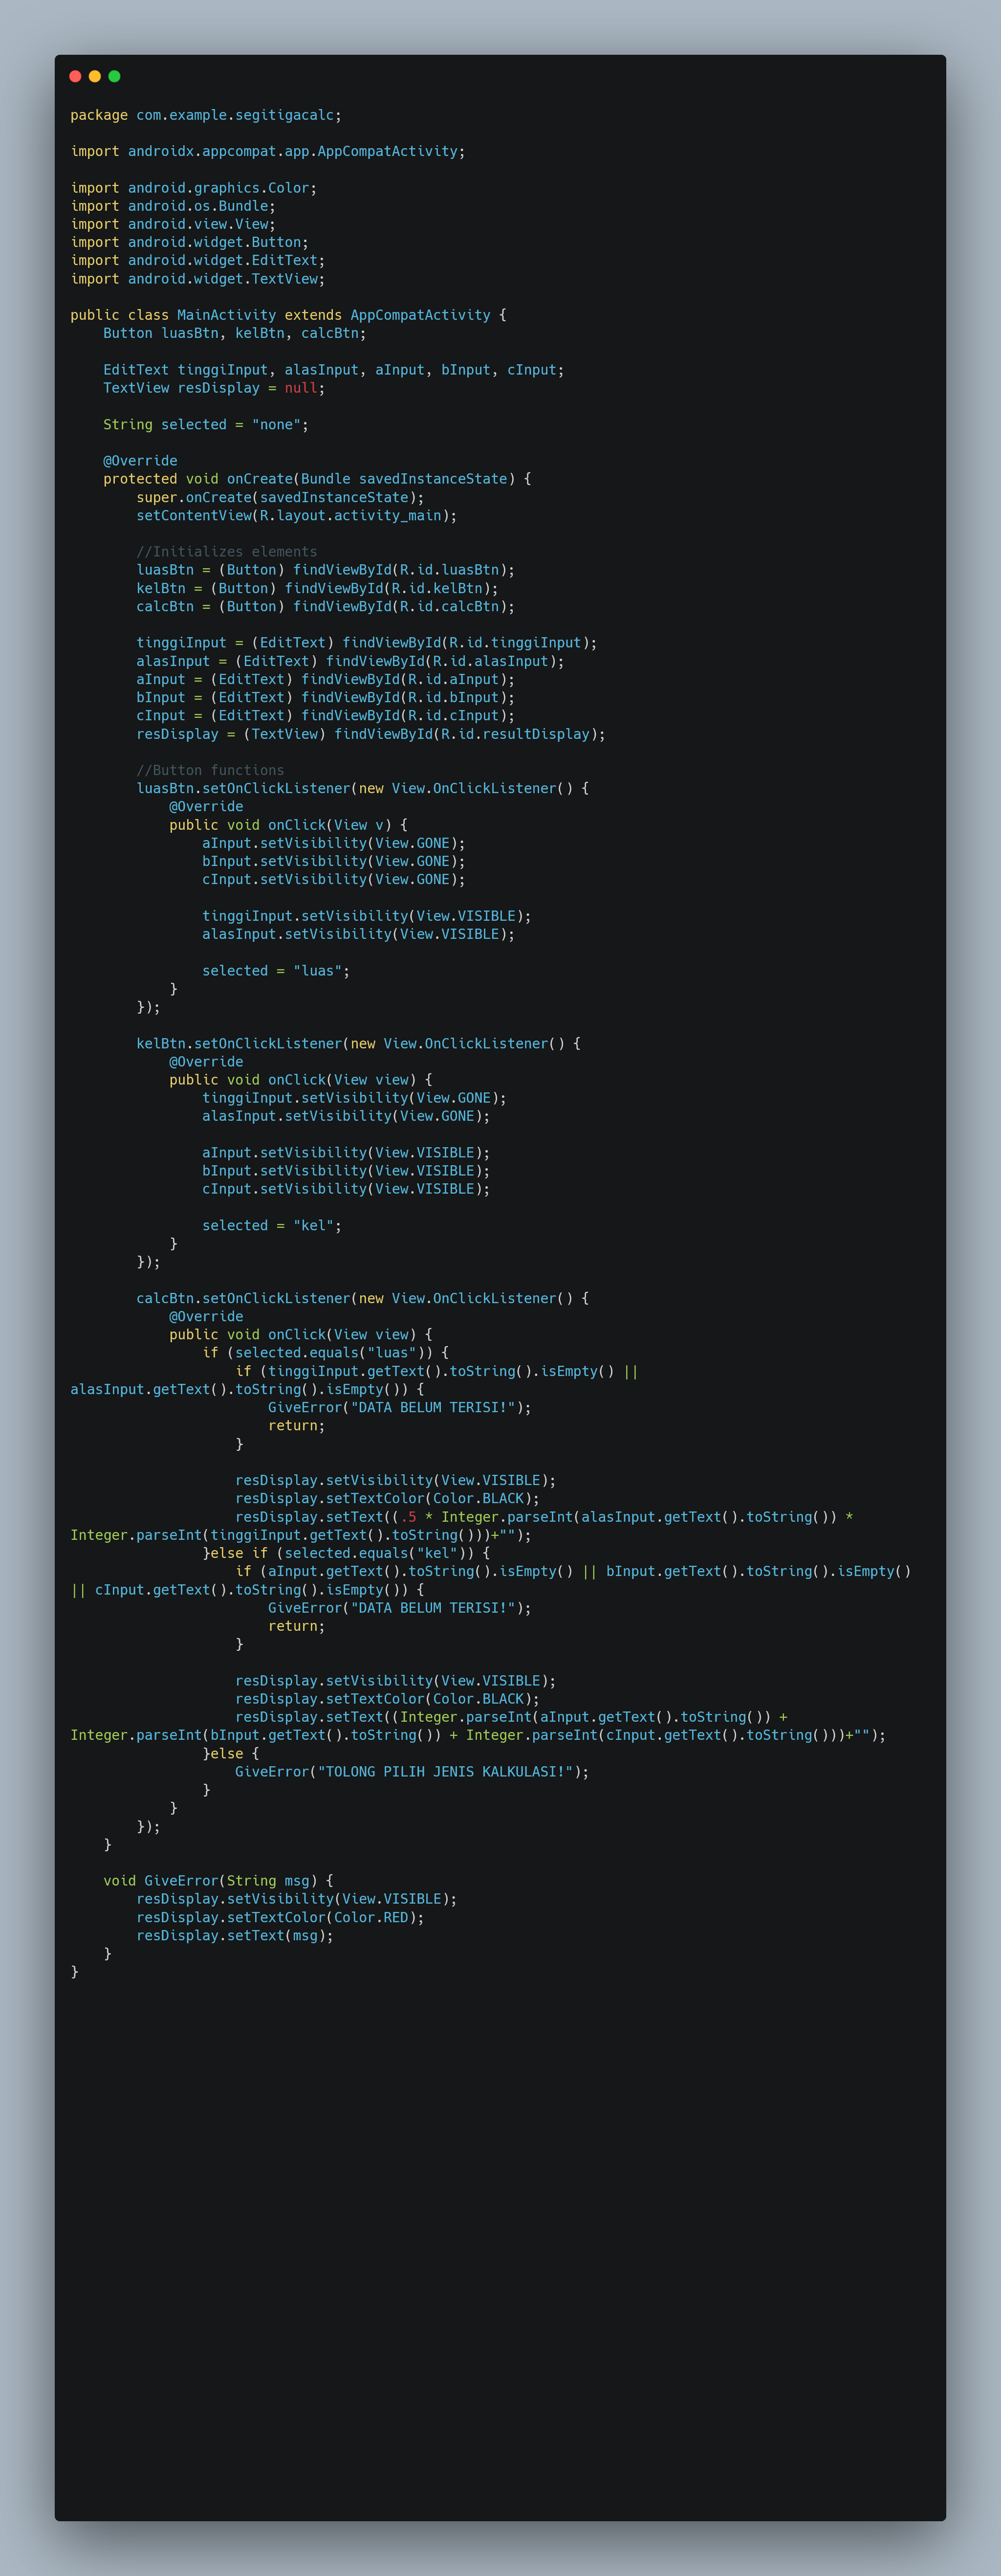 package com.example.segitigacalc;

import androidx.appcompat.app.AppCompatActivity;

import android.graphics.Color;
import android.os.Bundle;
import android.view.View;
import android.widget.Button;
import android.widget.EditText;
import android.widget.TextView;

public class MainActivity extends AppCompatActivity {
    Button luasBtn, kelBtn, calcBtn;

    EditText tinggiInput, alasInput, aInput, bInput, cInput;
    TextView resDisplay = null;

    String selected = "none";

    @Override
    protected void onCreate(Bundle savedInstanceState) {
        super.onCreate(savedInstanceState);
        setContentView(R.layout.activity_main);

        //Initializes elements
        luasBtn = (Button) findViewById(R.id.luasBtn);
        kelBtn = (Button) findViewById(R.id.kelBtn);
        calcBtn = (Button) findViewById(R.id.calcBtn);

        tinggiInput = (EditText) findViewById(R.id.tinggiInput);
        alasInput = (EditText) findViewById(R.id.alasInput);
        aInput = (EditText) findViewById(R.id.aInput);
        bInput = (EditText) findViewById(R.id.bInput);
        cInput = (EditText) findViewById(R.id.cInput);
        resDisplay = (TextView) findViewById(R.id.resultDisplay);

        //Button functions
        luasBtn.setOnClickListener(new View.OnClickListener() {
            @Override
            public void onClick(View v) {
                aInput.setVisibility(View.GONE);
                bInput.setVisibility(View.GONE);
                cInput.setVisibility(View.GONE);

                tinggiInput.setVisibility(View.VISIBLE);
                alasInput.setVisibility(View.VISIBLE);

                selected = "luas";
            }
        });

        kelBtn.setOnClickListener(new View.OnClickListener() {
            @Override
            public void onClick(View view) {
                tinggiInput.setVisibility(View.GONE);
                alasInput.setVisibility(View.GONE);

                aInput.setVisibility(View.VISIBLE);
                bInput.setVisibility(View.VISIBLE);
                cInput.setVisibility(View.VISIBLE);

                selected = "kel";
            }
        });

        calcBtn.setOnClickListener(new View.OnClickListener() {
            @Override
            public void onClick(View view) {
                if (selected.equals("luas")) {
                    if (tinggiInput.getText().toString().isEmpty() ||
alasInput.getText().toString().isEmpty()) {
                        GiveError("DATA BELUM TERISI!");
                        return;
                    }

                    resDisplay.setVisibility(View.VISIBLE);
                    resDisplay.setTextColor(Color.BLACK);
                    resDisplay.setText((.5 * Integer.parseInt(alasInput.getText().toString()) *
Integer.parseInt(tinggiInput.getText().toString()))+"");
                }else if (selected.equals("kel")) {
                    if (aInput.getText().toString().isEmpty() || bInput.getText().toString().isEmpty()
|| cInput.getText().toString().isEmpty()) {
                        GiveError("DATA BELUM TERISI!");
                        return;
                    }

                    resDisplay.setVisibility(View.VISIBLE);
                    resDisplay.setTextColor(Color.BLACK);
                    resDisplay.setText((Integer.parseInt(aInput.getText().toString()) +
Integer.parseInt(bInput.getText().toString()) + Integer.parseInt(cInput.getText().toString()))+"");
                }else {
                    GiveError("TOLONG PILIH JENIS KALKULASI!");
                }
            }
        });
    }

    void GiveError(String msg) {
        resDisplay.setVisibility(View.VISIBLE);
        resDisplay.setTextColor(Color.RED);
        resDisplay.setText(msg);
    }
}